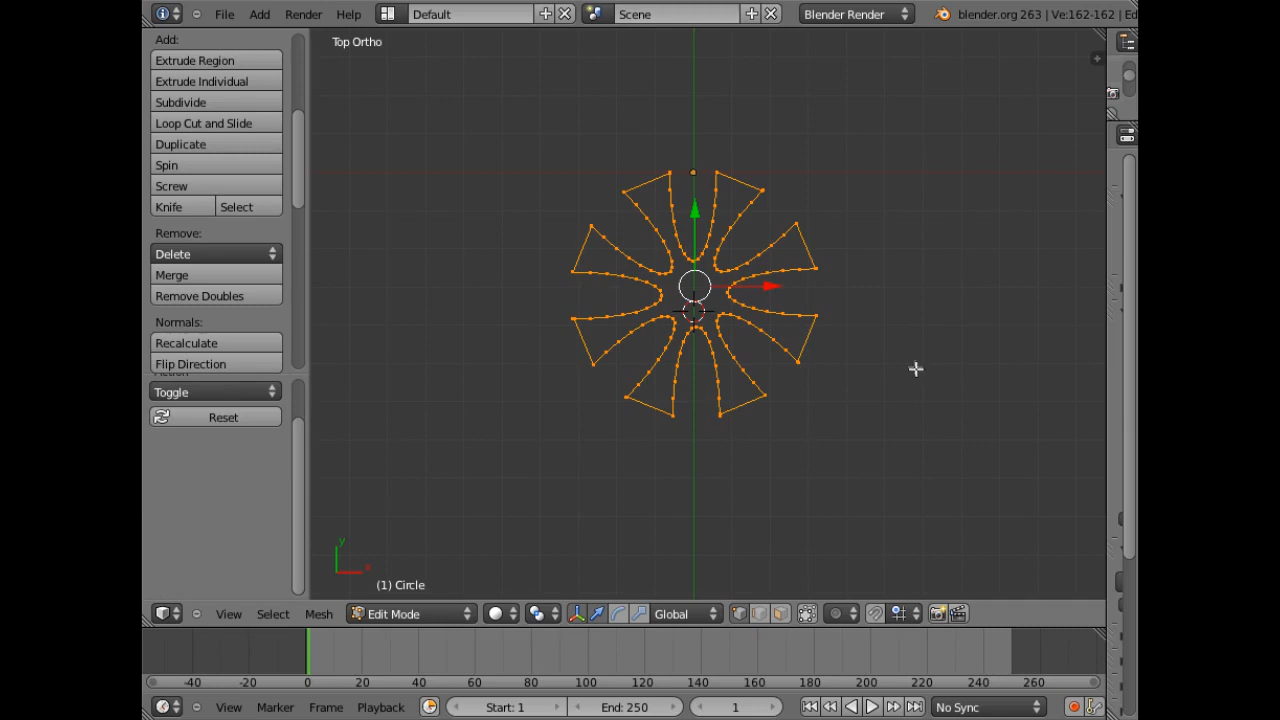 File Add Render Help Default Scene Blender Render blender.org 263 | Ve:162-162 | Ed
Add:
Extrude Region
Extrude Individual
Subdivide
Loop Cut and Slide
Duplicate
Spin
Screw
Knife Select
Remove:
Delete
Merge
Remove Doubles
Normals:
Recalculate
Flip Direction
Toggle
Reset
Top Ortho
y
x
(1) Circle
View Select Mesh Edit Mode Global
-40 -20 0 20 40 60 80 100 120 140 160 180 200 220 240 260
View Marker Frame Playback Start: 1 End: 250 1 No Sync